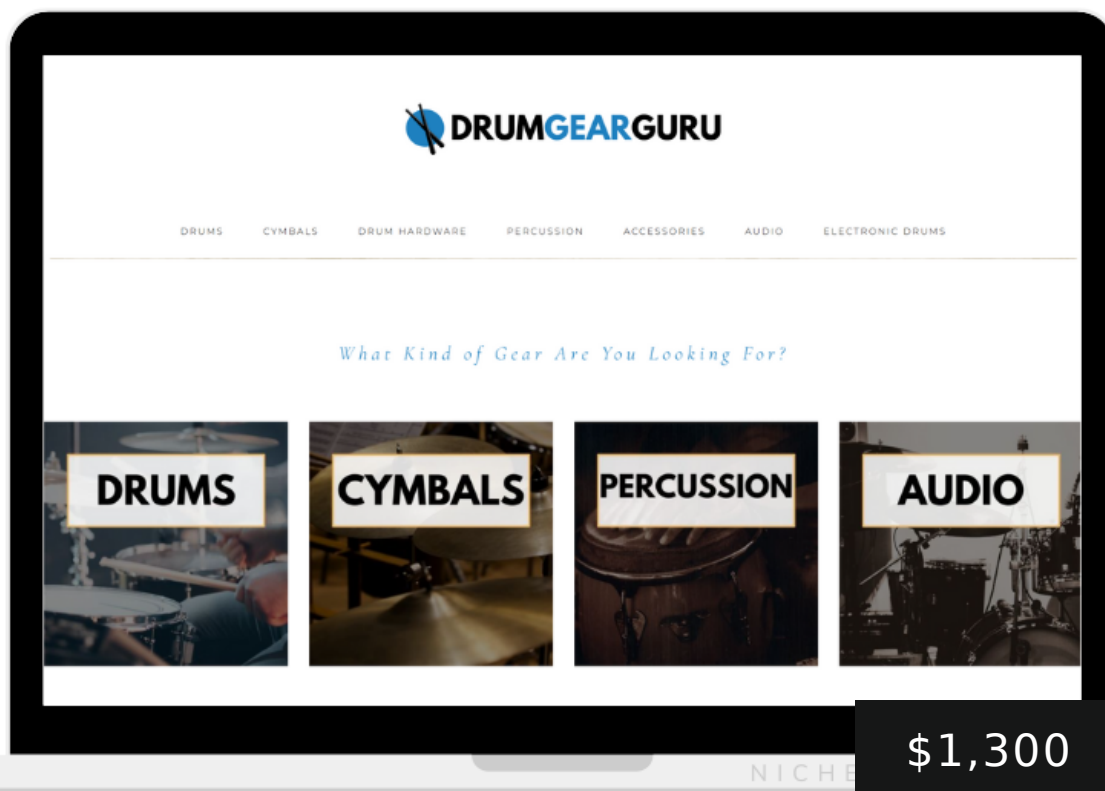 DRUMGEARGURU
DRUMS CYMBALS DRUM HARDWARE PERCUSSION ACCESSORIES AUDIO ELECTRONIC DRUMS
What Kind of Gear Are You Looking For?
DRUMS CYMBALS PERCUSSION AUDIO
$1,300
NICHE